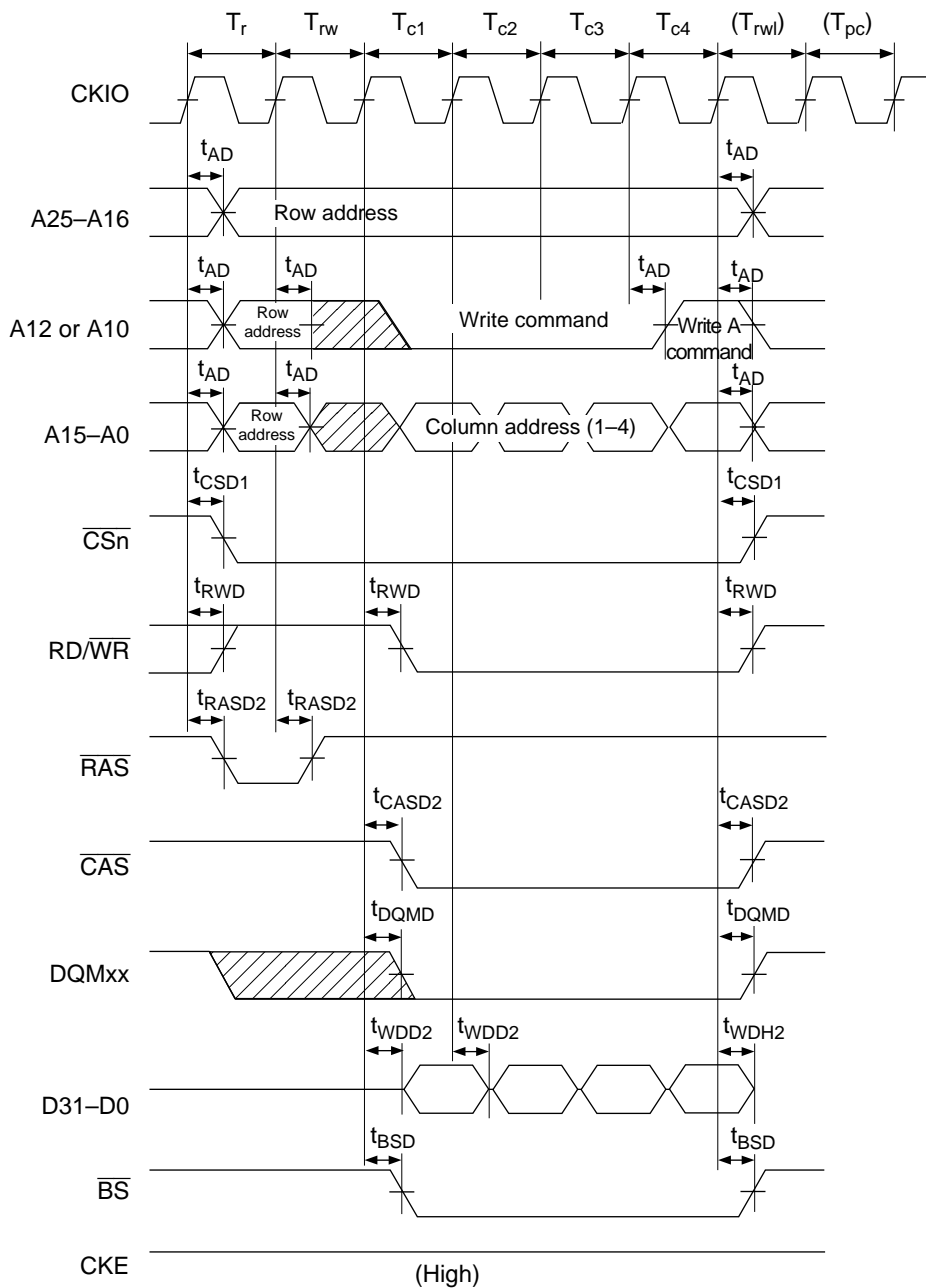 Tr Trw Tc1 Tc2 Tc3 Tc4 (Trwl) (Tpc)
CKIO
tAD tAD
A25–A16 Row address
tAD tAD tAD tAD
A12 or A10 Row address Write command Write A command
tAD tAD tAD
A15–A0 Row address Column address (1–4)
tCSD1 tCSD1
CSn
tRWD tRWD tRWD
RD/WR
tRASD2 tRASD2
RAS
tCASD2 tCASD2
CAS
tDQMD tDQMD
DQMxx
tWDD2 tWDD2 tWDH2
D31–D0
tBSD tBSD
BS
CKE (High)